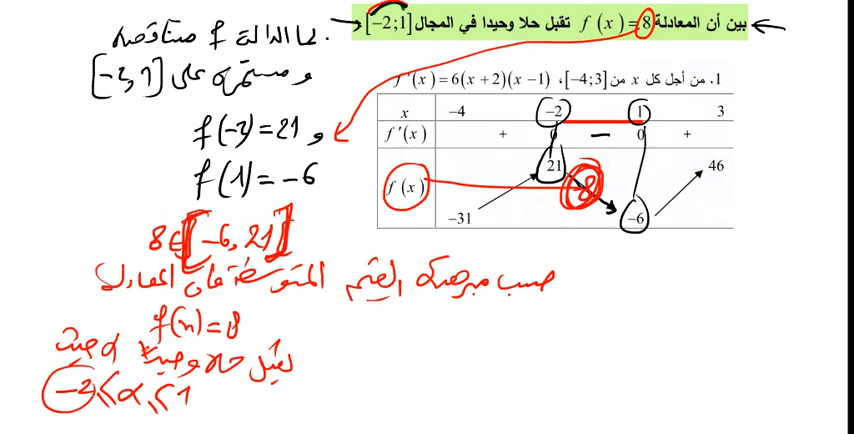 بين أن المعادلة f(x)=8 تقبل حلا وحيدا في المجال [-2;1]
1. من أجل كل x من [-4;3]، f'(x)=6(x+2)(x-1)
x -4 -2 1 3
f'(x) + 0 - 0 +
f(x) -31 21 8 -6 46
بما الدالة f متناقصة
و مستمرة على [-2,1]
f(-2)=21 و
f(1)=-6
8∈[-6,21]
حسب مبرهنة القيم المتوسطة فإن المعادلة
f(x)=8
تقبل حلا وحيدا α حيث
-2≤α≤1